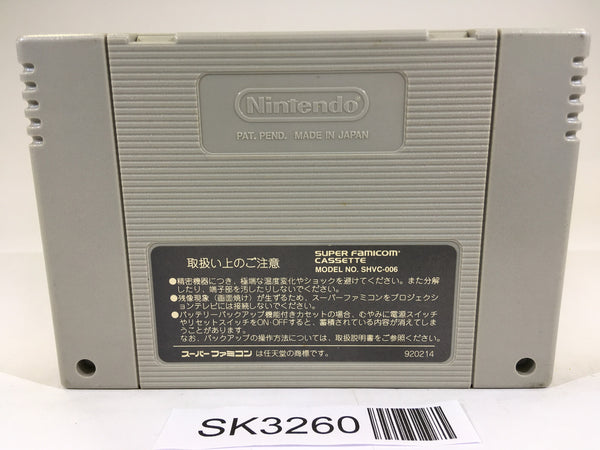 Nintendo
PAT. PEND. MADE IN JAPAN
取扱い上のご注意
SUPER FAMICOM
CASSETTE
MODEL NO. SHVC-006
●精密機器につき、極端な温度変化やショックを避けてください。また分解
したり、端子部を汚したりしないでください。
●残像現象（画面焼け）が生ずるため、スーパーファミコンをプロジェクシ
ョンテレビには接続しないでください。
●バッテリーバックアップ機能付きカセットの場合、むやみに電源スイッチ
やリセットスイッチをON・OFFすると、蓄積されている内容が消えてしま
うことがあります。
なお、バックアップの操作方法については、取扱説明書をご参照ください。
スーパーファミコン は任天堂の商標です。 920214
SK3260